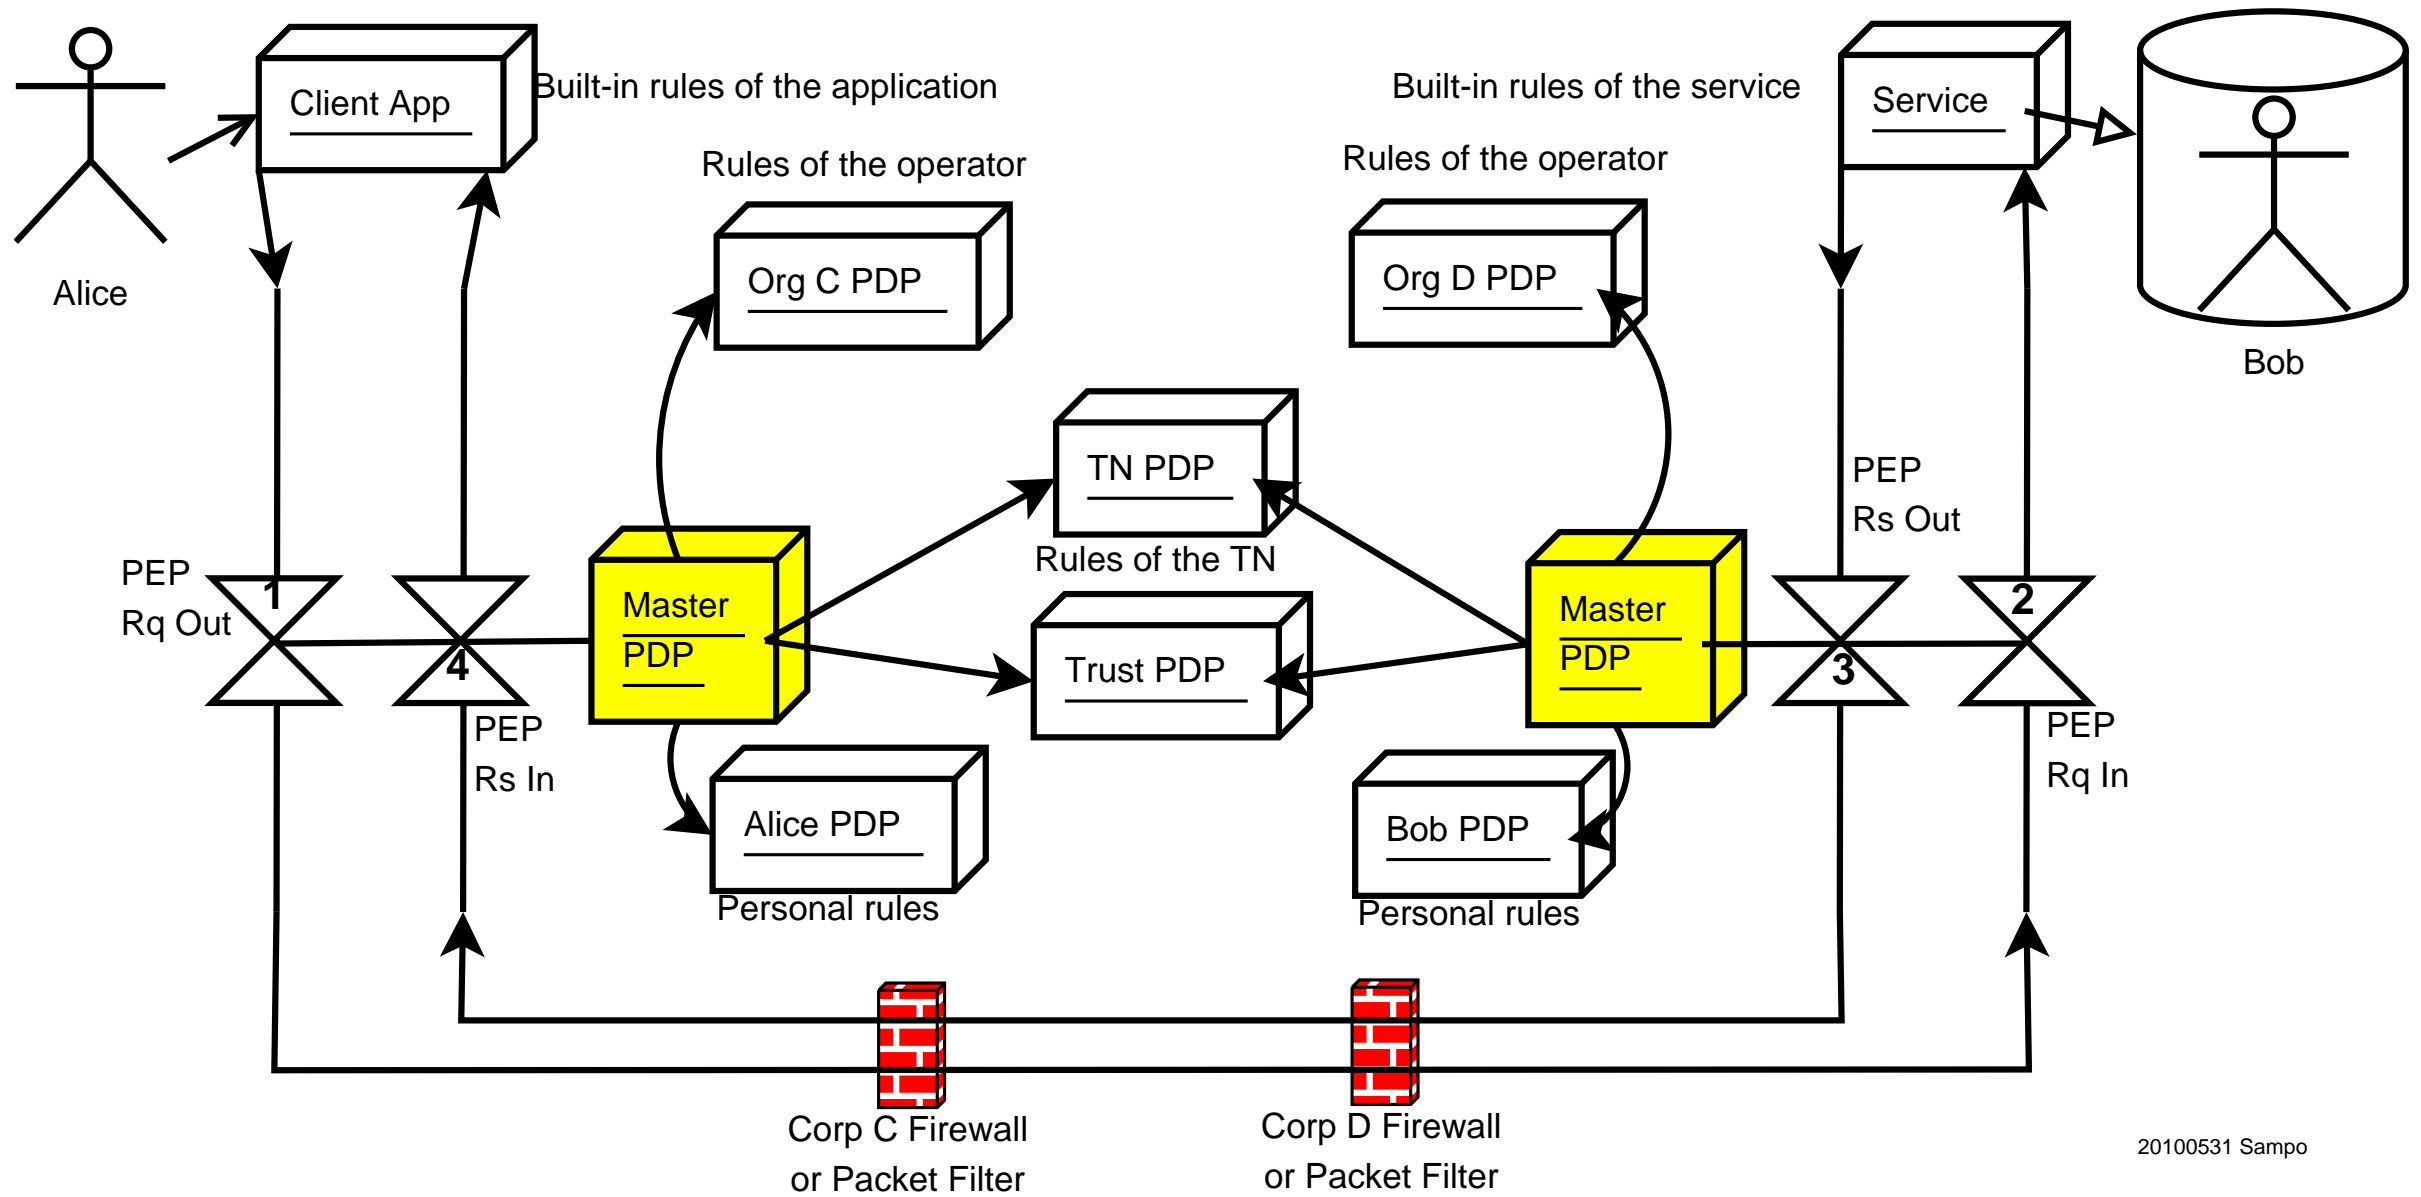 Client App
Built-in rules of the application
Built-in rules of the service
Service
Rules of the operator
Rules of the operator
Org C PDP
Org D PDP
Alice
Bob
TN PDP
Rules of the TN
PEP
Rs Out
PEP
Rq Out
1
4
Master
PDP
Trust PDP
Master
PDP
3
2
PEP
Rs In
PEP
Rq In
Alice PDP
Personal rules
Bob PDP
Personal rules
Corp C Firewall
or Packet Filter
Corp D Firewall
or Packet Filter
20100531 Sampo